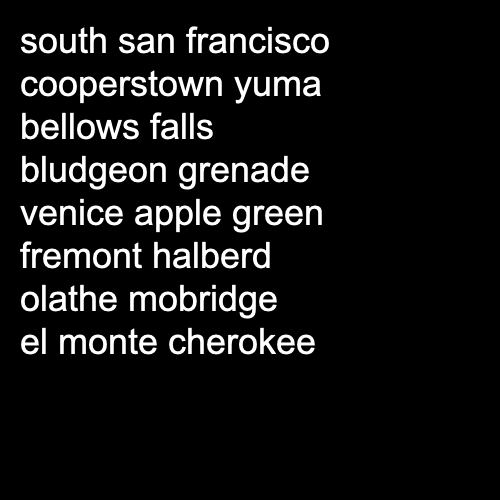 south san francisco
cooperstown yuma
bellows falls
bludgeon grenade
venice apple green
fremont halberd
olathe mobridge
el monte cherokee